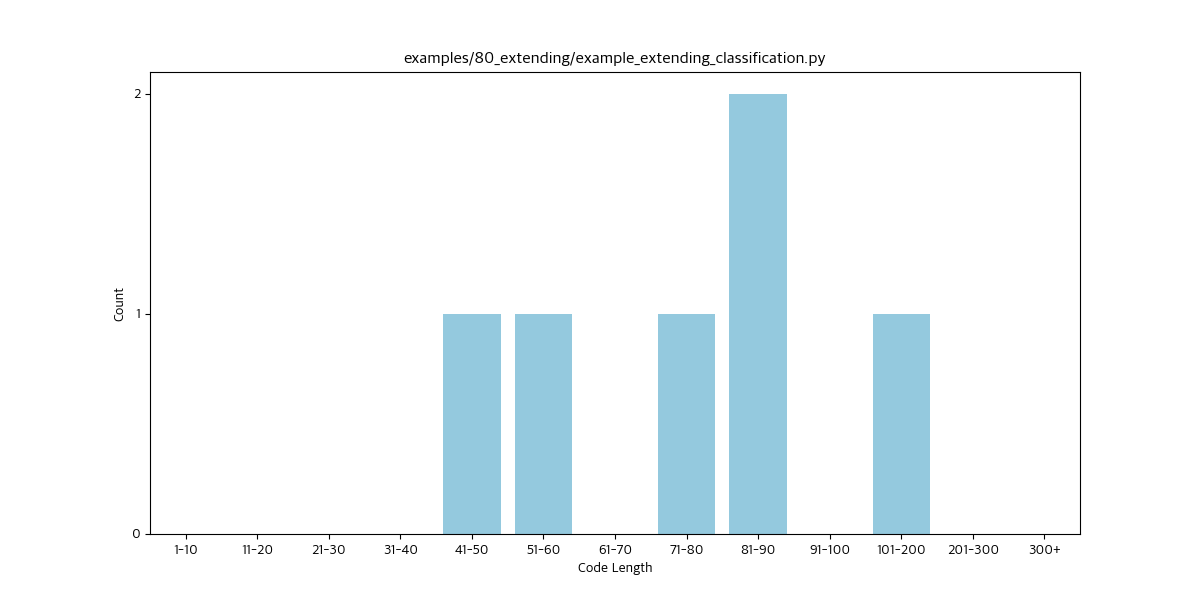 examples/80_extending/example_extending_classification.py
Count
2
1
0
1-10 11-20 21-30 31-40 41-50 51-60 61-70 71-80 81-90 91-100 101-200 201-300 300+
Code Length